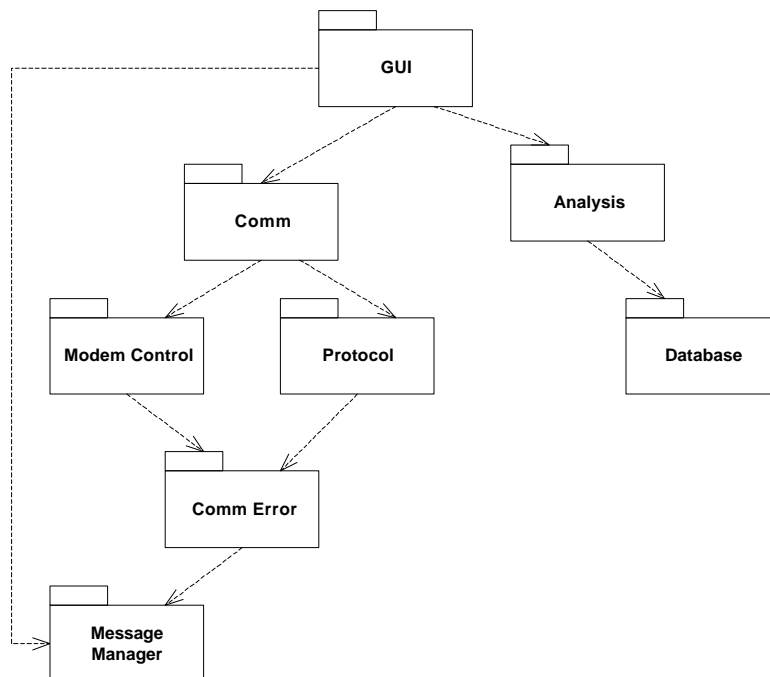 GUI
Comm
Analysis
Modem Control
Protocol
Database
Comm Error
Message
Manager